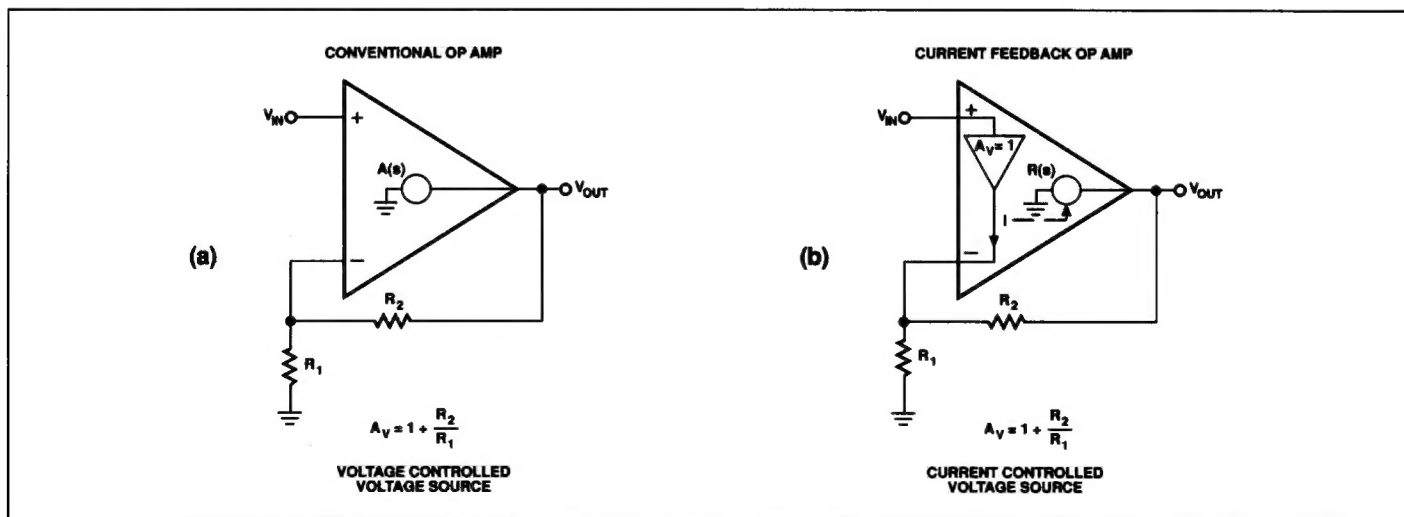 CONVENTIONAL OP AMP
V_IN
+
A(s)
V_OUT
(a)
−
R_2
R_1
A_V = 1 + R_2/R_1
VOLTAGE CONTROLLED
VOLTAGE SOURCE
CURRENT FEEDBACK OP AMP
V_IN
+
A_V = 1
R(s)
V_OUT
I
(b)
−
R_2
R_1
A_V = 1 + R_2/R_1
CURRENT CONTROLLED
VOLTAGE SOURCE